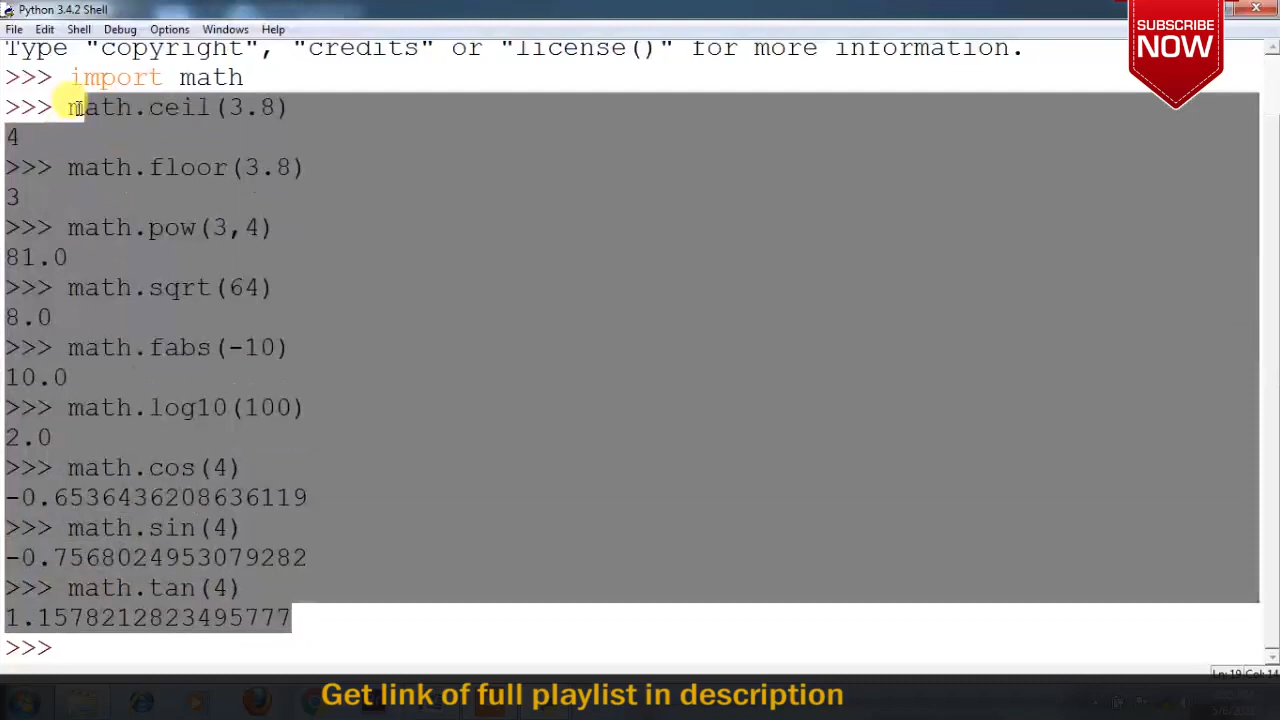 Python 3.4.2 Shell
File Edit Shell Debug Options Windows Help
SUBSCRIBE
NOW
Type "copyright", "credits" or "license()" for more information.
>>> import math
>>> math.ceil(3.8)
4
>>> math.floor(3.8)
3
>>> math.pow(3,4)
81.0
>>> math.sqrt(64)
8.0
>>> math.fabs(-10)
10.0
>>> math.log10(100)
2.0
>>> math.cos(4)
-0.6536436208636119
>>> math.sin(4)
-0.7568024953079282
>>> math.tan(4)
1.1578212823495777
>>>
Ln: 19 Col: 14
Get link of full playlist in description